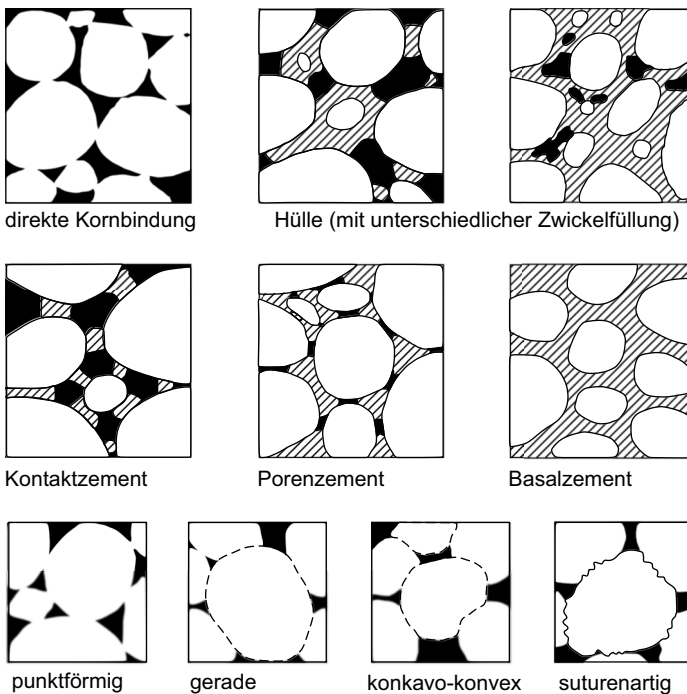 direkte Kornbindung
Hülle (mit unterschiedlicher Zwickelfüllung)
Kontaktzement
Porenzement
Basalzement
punktförmig
gerade
konkavo-konvex
suturenartig